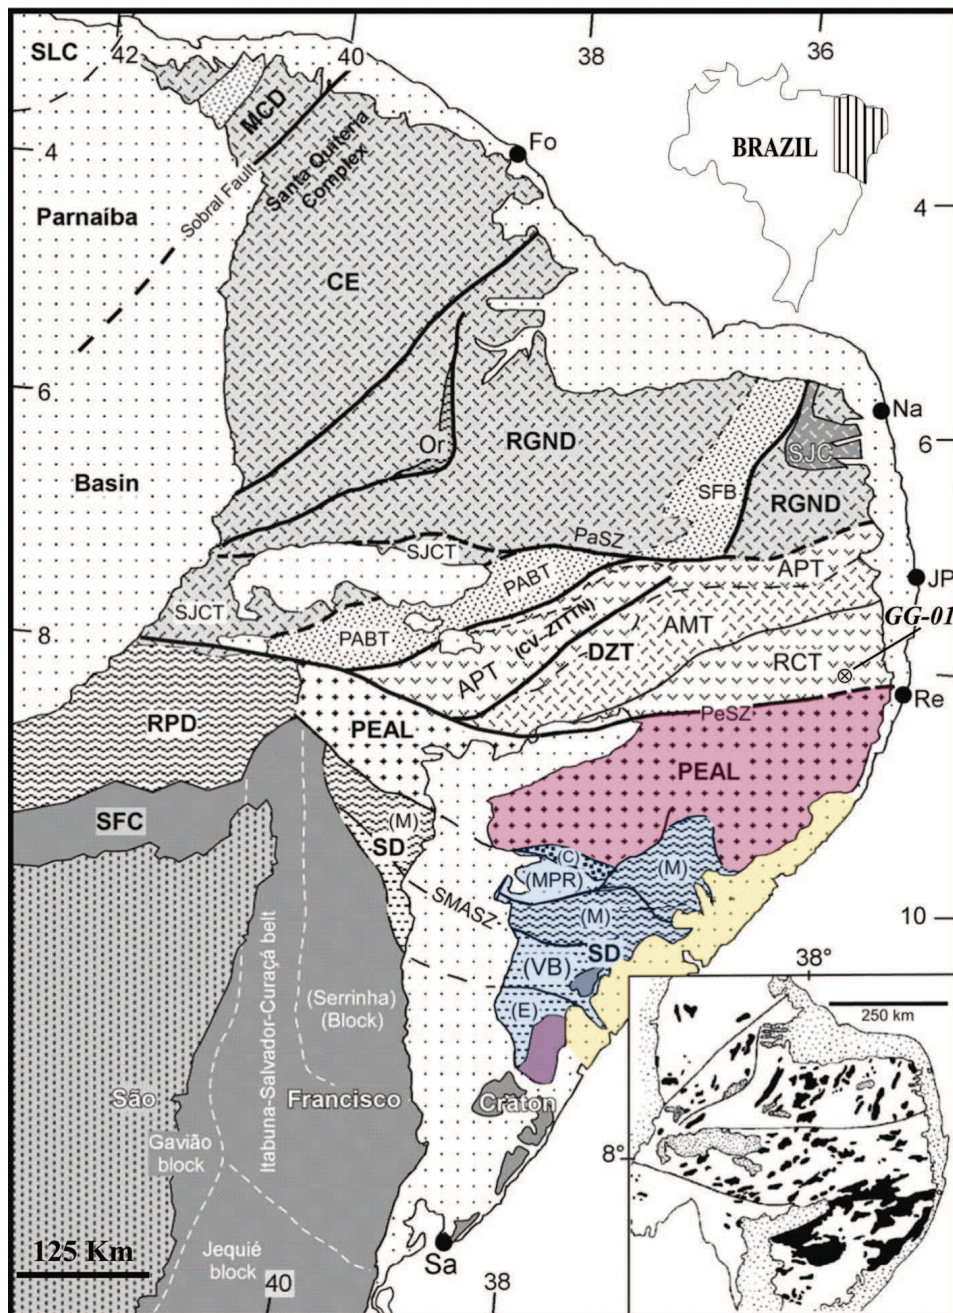 42
40
38
36
SLC
MCD
Fo
BRAZIL
4
Sobral Fault
Santa Quitéria
Complex
4
Parnaíba
CE
6
Na
Or
RGND
6
SJC
Basin
SFB
RGND
PaSZ
SJCT
APT
JP
PABT
SJCT
(CV-ZTTTN)
GG-01
8
PABT
AMT
DZT
APT
RCT
Re
RPD
PEAL
PeSZ
PEAL
SFC
(M)
SD
(C)
(MPR)
(M)
SMASZ
(M)
10
SD
(VB)
38°
(E)
250 km
(Serrinha)
(Block)
Itabuna-Salvador-Curaçá belt
São
Francisco
Craton
Gavião
block
8°
125 Km
Jequié
block
Sa
40
38